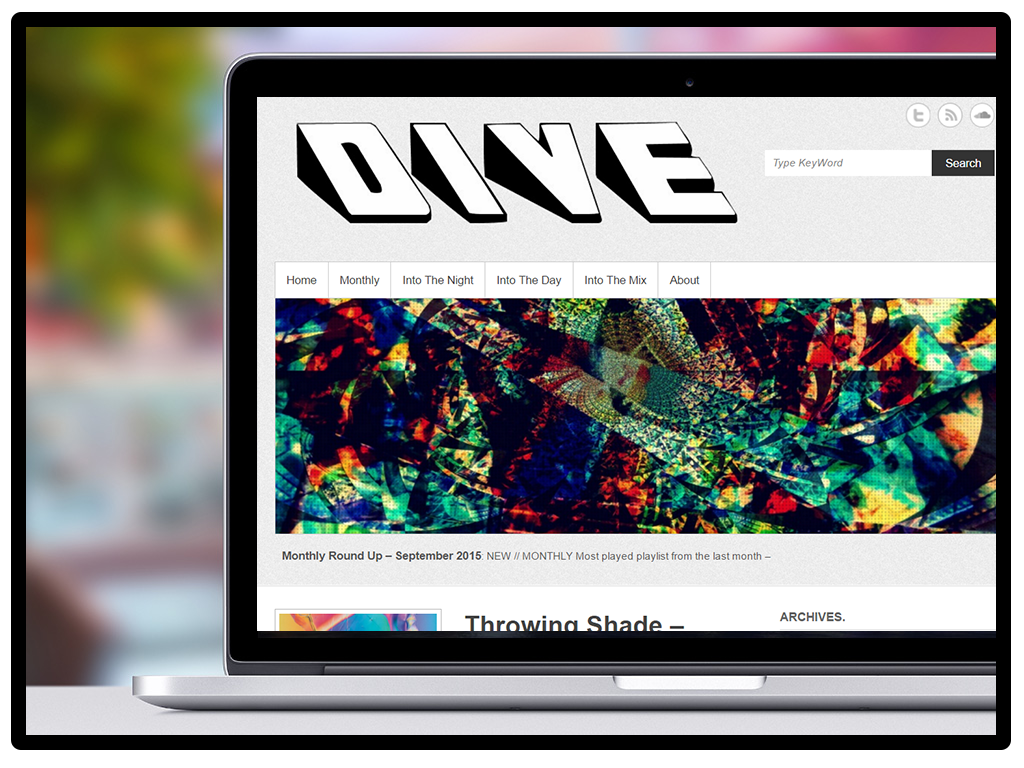 DIVE
Type KeyWord
Search
Home Monthly Into The Night Into The Day Into The Mix About
Monthly Round Up – September 2015: NEW // MONTHLY Most played playlist from the last month –
Throwing Shade –
ARCHIVES.